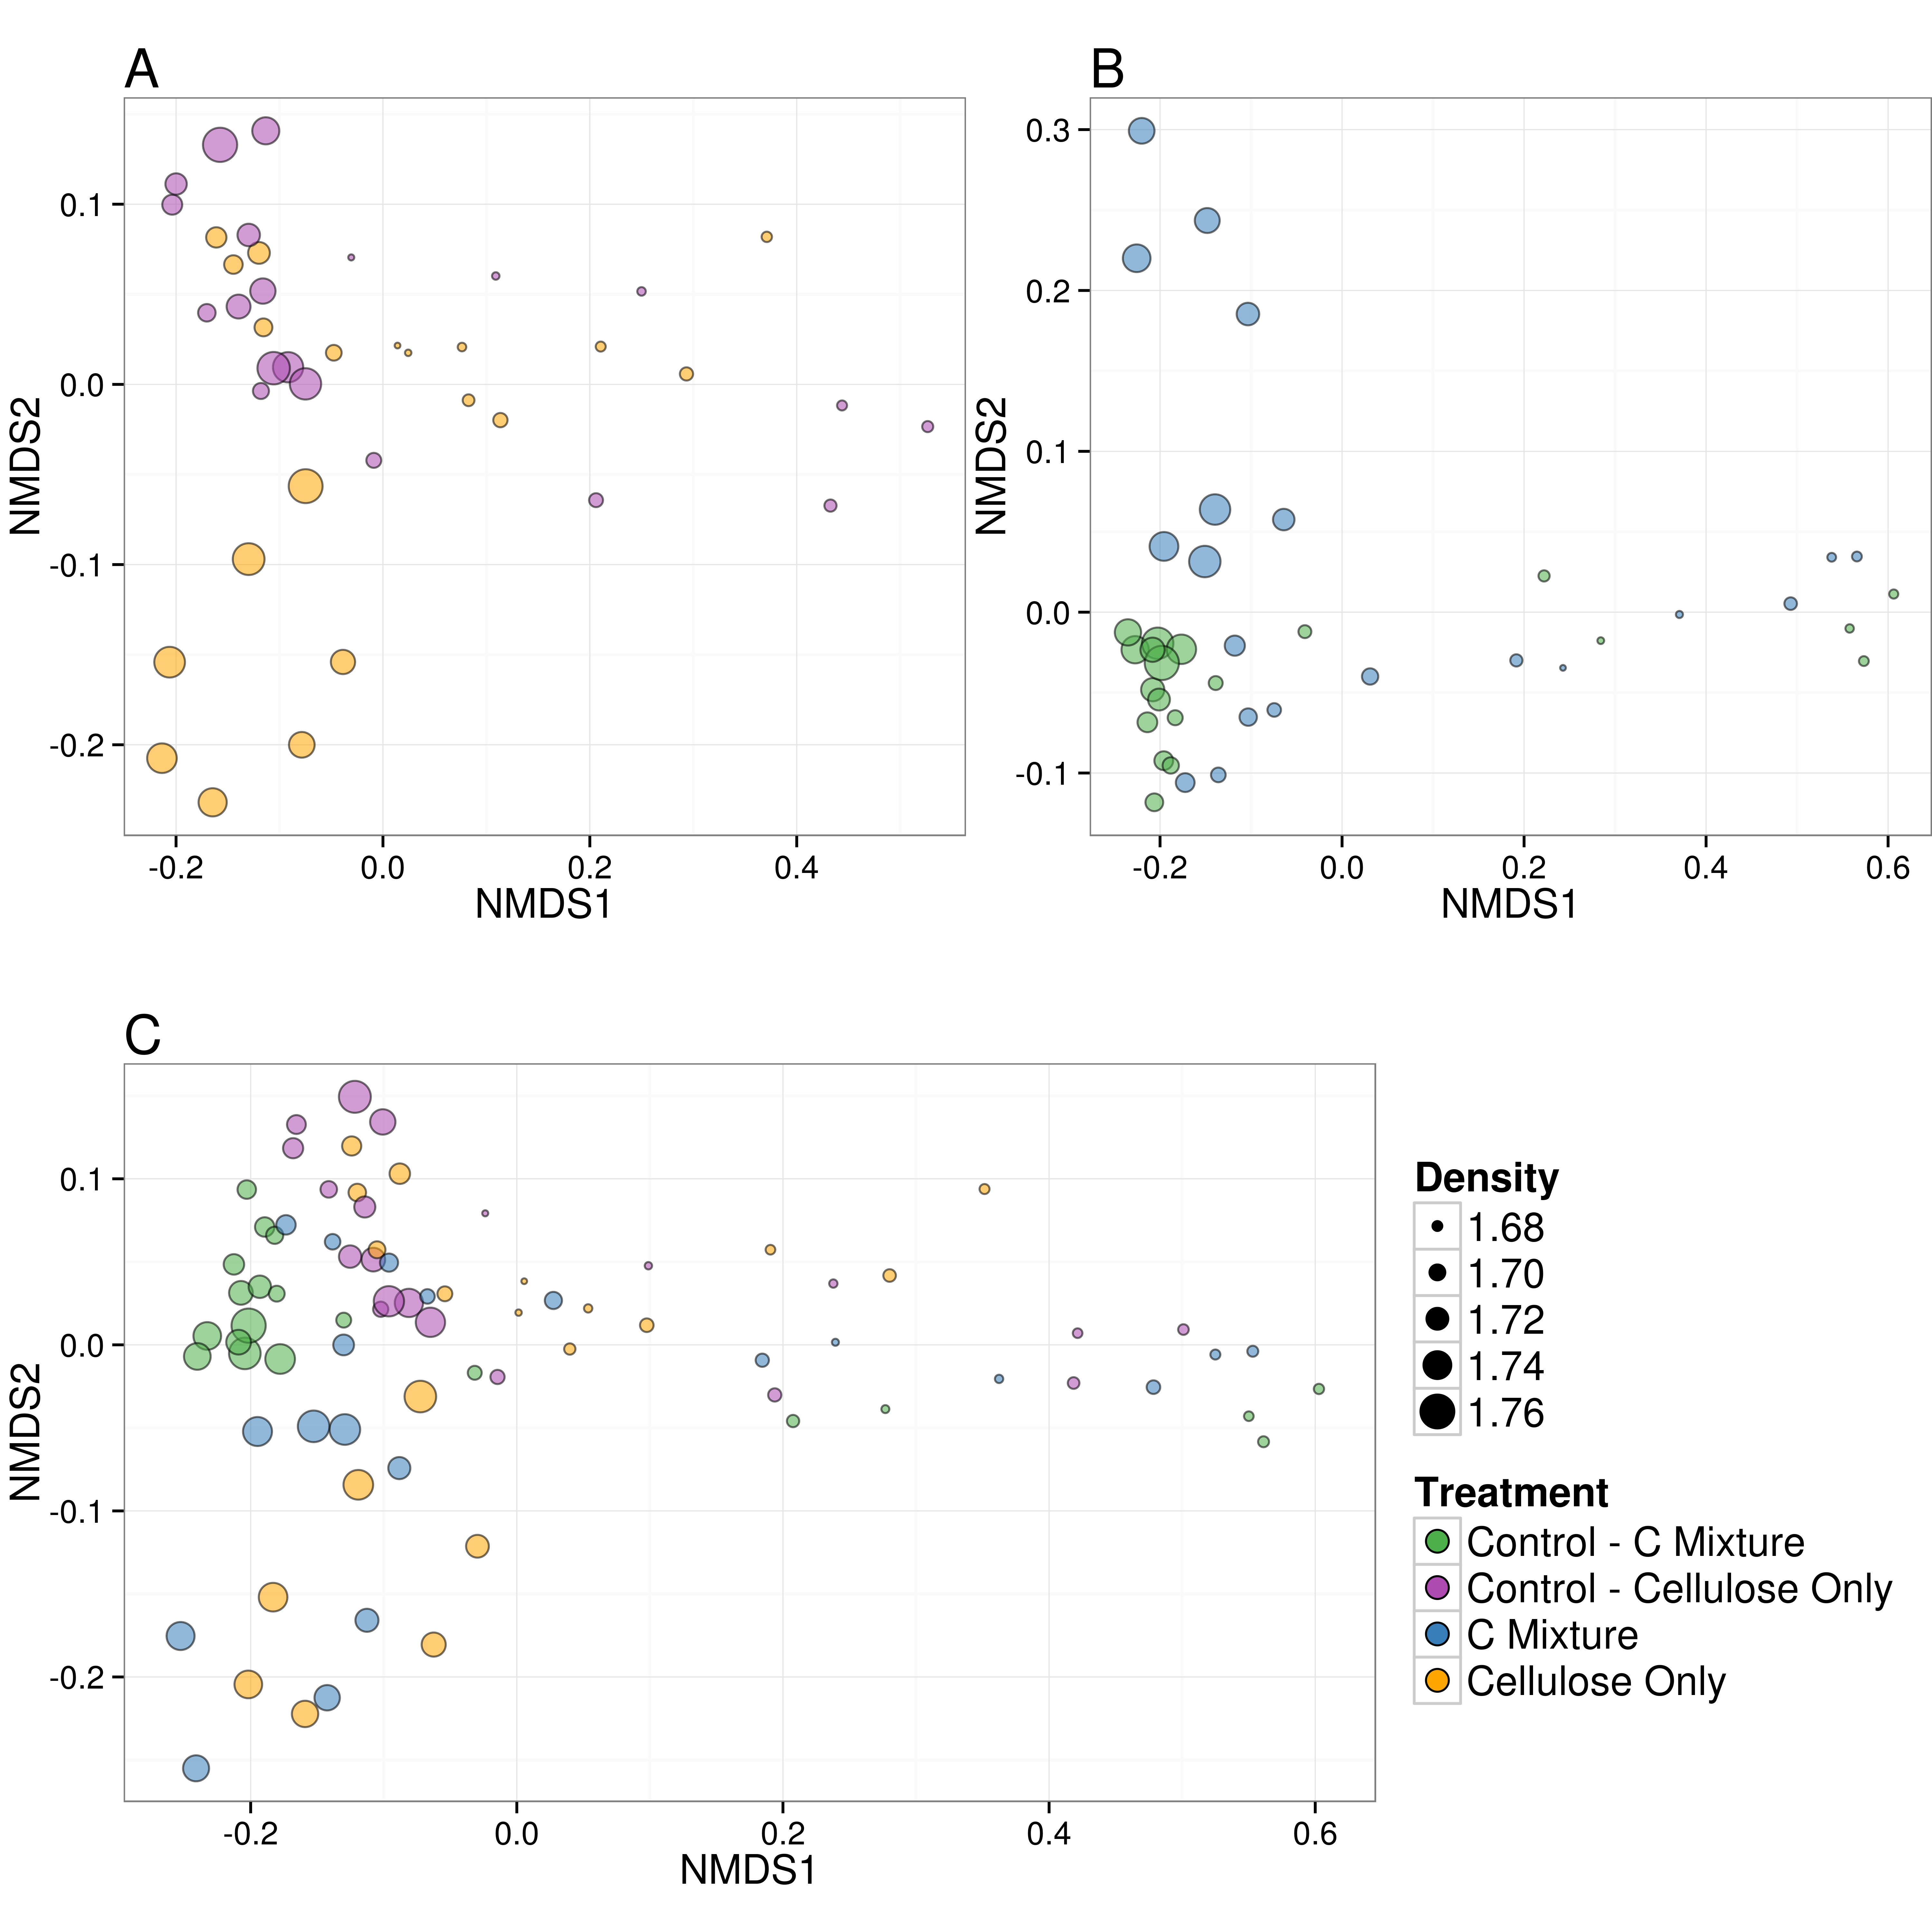 A
0.1
0.0
-0.1
-0.2
NMDS2
-0.2 0.0 0.2 0.4
NMDS1
B
0.3
0.2
0.1
0.0
-0.1
NMDS2
-0.2 0.0 0.2 0.4 0.6
NMDS1
C
0.1
0.0
-0.1
-0.2
NMDS2
-0.2 0.0 0.2 0.4 0.6
NMDS1
Density
1.68
1.70
1.72
1.74
1.76
Treatment
Control - C Mixture
Control - Cellulose Only
C Mixture
Cellulose Only